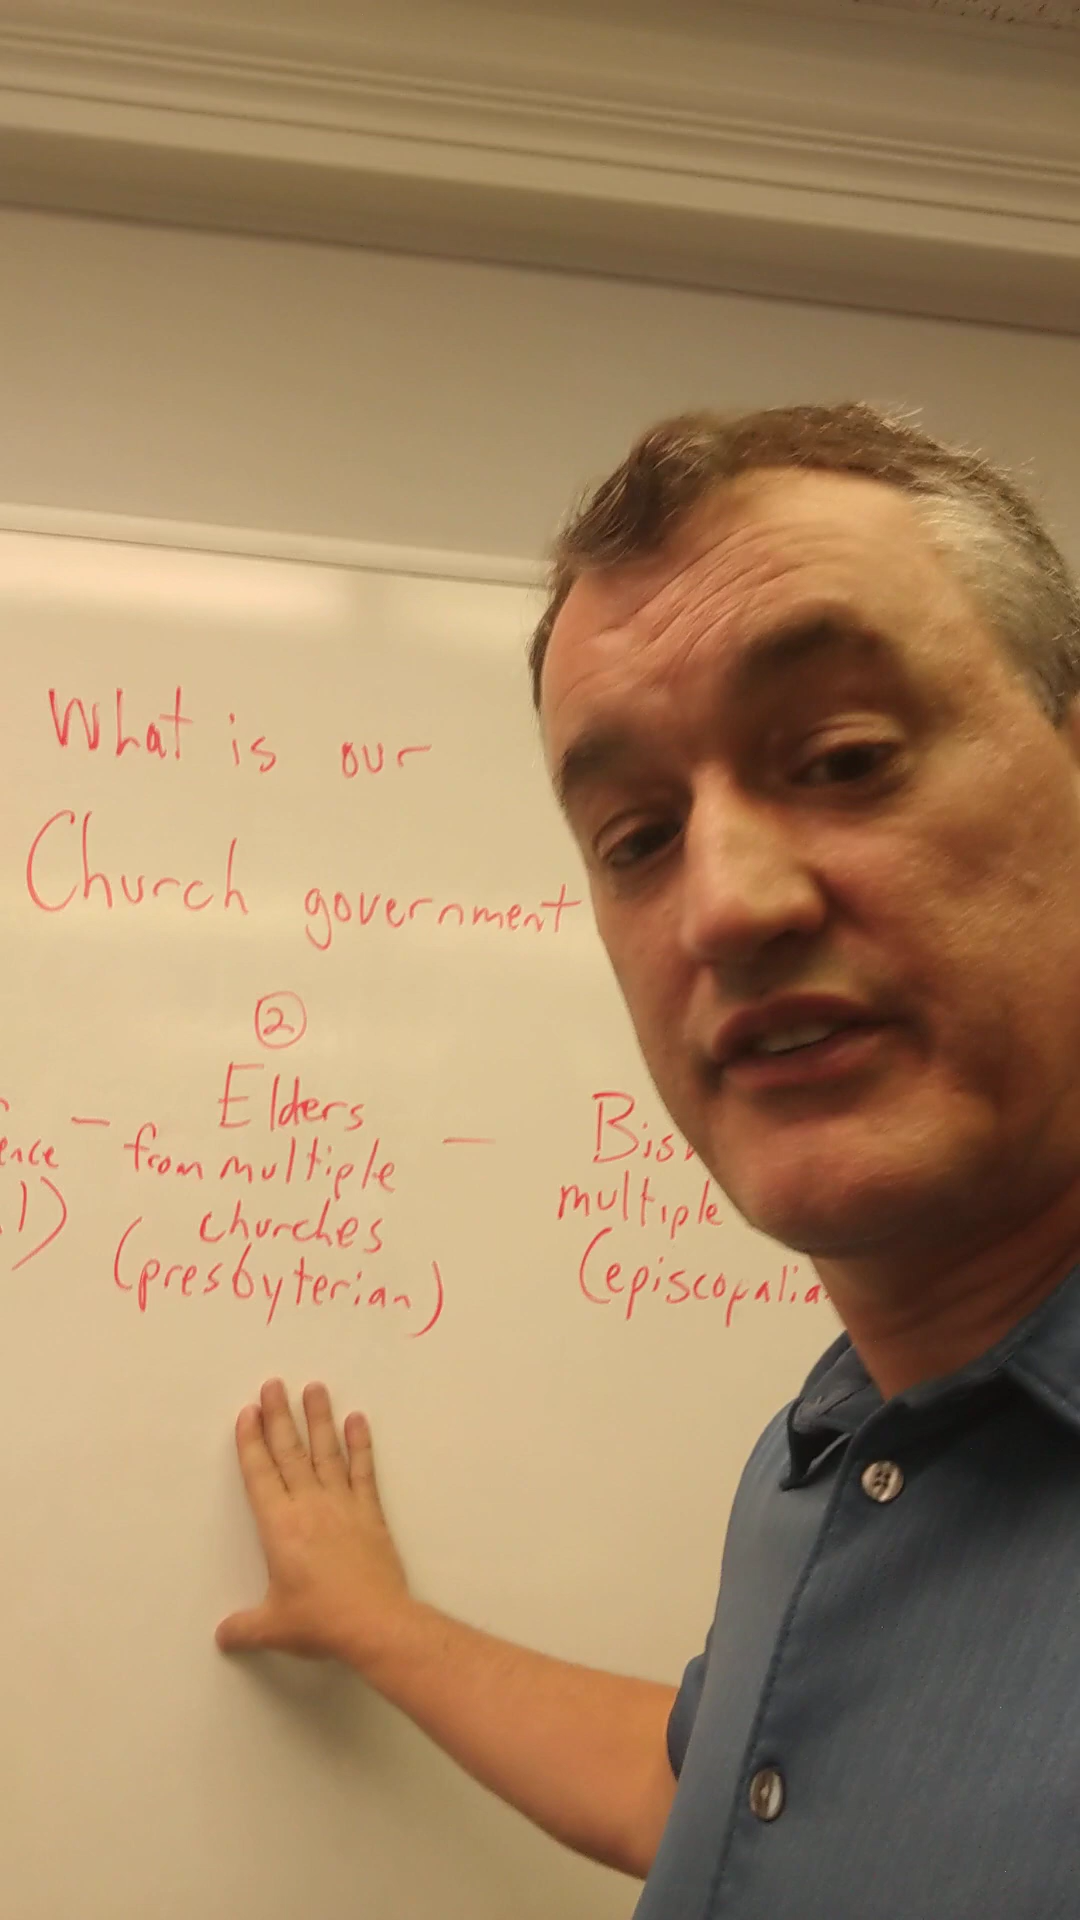 What is our
Church government
②
Elders
from multiple
churches
(presbyterian)
multiple